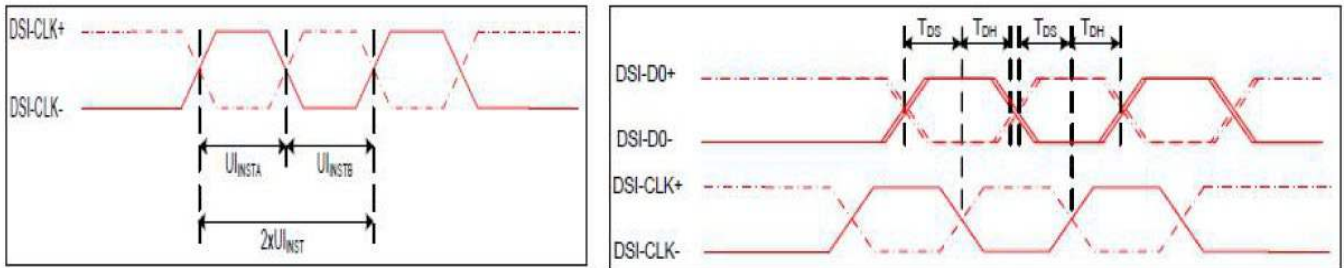 DSI-CLK+
DSI-CLK-
UI_INSTA UI_INSTB
2xUI_INST
T_DS T_DH T_DS T_DH
DSI-D0+
DSI-D0-
DSI-CLK+
DSI-CLK-